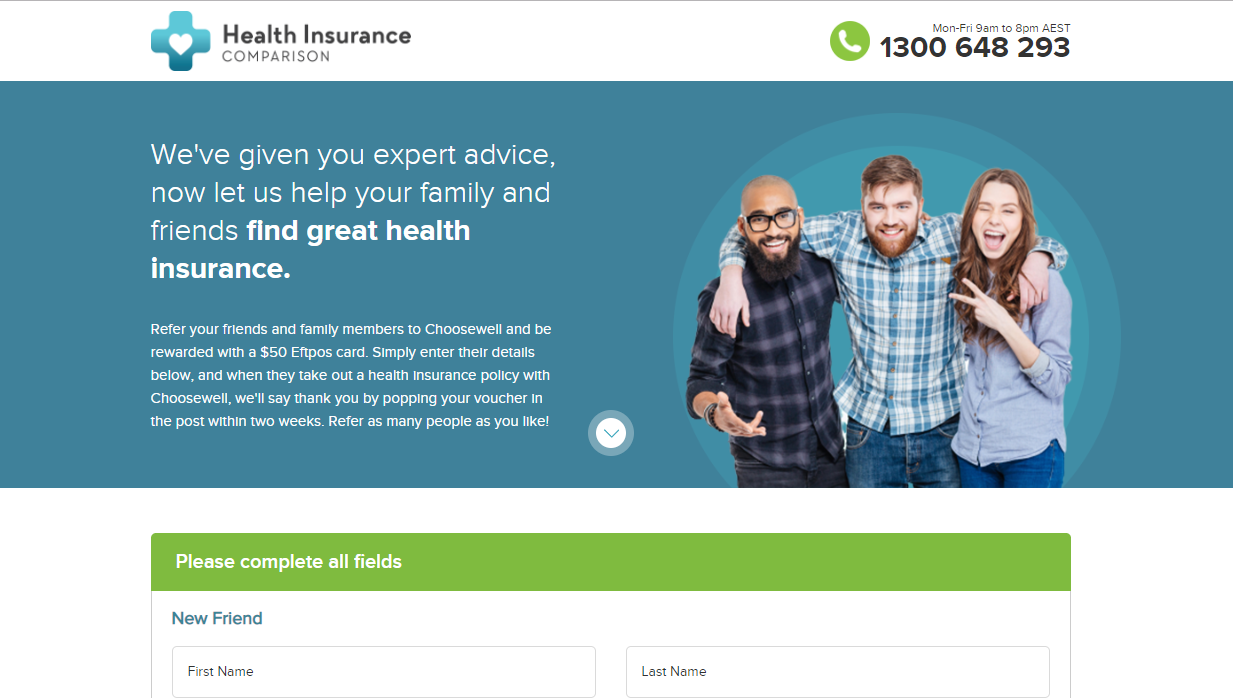 Health Insurance
COMPARISON
Mon-Fri 9am to 8pm AEST
1300 648 293
We've given you expert advice,
now let us help your family and
friends find great health
insurance.
Refer your friends and family members to Choosewell and be
rewarded with a $50 Eftpos card. Simply enter their details
below, and when they take out a health insurance policy with
Choosewell, we'll say thank you by popping your voucher in
the post within two weeks. Refer as many people as you like!
Please complete all fields
New Friend
First Name
Last Name